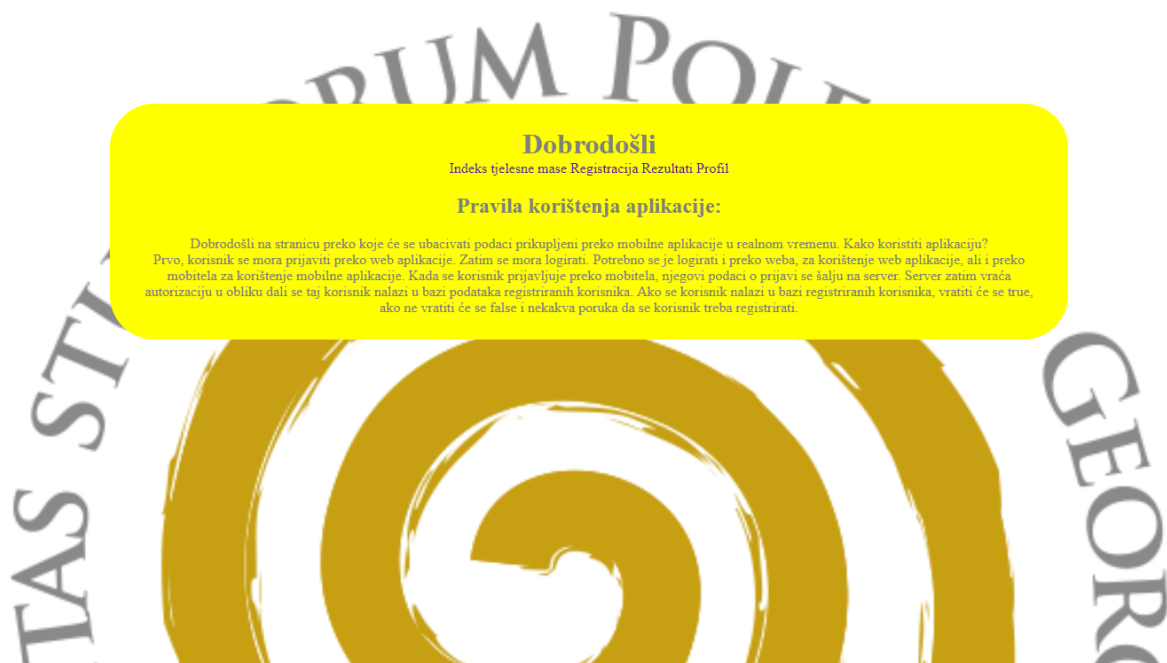 ORUM POLY
Dobrodošli
Indeks tjelesne mase Registracija Rezultati Profil
Pravila korištenja aplikacije:
Dobrodošli na stranicu preko koje će se ubacivati podaci prikupljeni preko mobilne aplikacije u realnom vremenu. Kako koristiti aplikaciju?
Prvo, korisnik se mora prijaviti preko web aplikacije. Zatim se mora logirati. Potrebno se je logirati i preko weba, za korištenje web aplikacije, ali i preko
mobitela za korištenje mobilne aplikacije. Kada se korisnik prijavljuje preko mobitela, njegovi podaci o prijavi se šalju na server. Server zatim vraća
autorizaciju u obliku dali se taj korisnik nalazi u bazi podataka registriranih korisnika. Ako se korisnik nalazi u bazi registriranih korisnika, vratiti će se true,
ako ne vratiti će se false i nekakva poruka da se korisnik treba registrirati.
TAS STU
GEORG